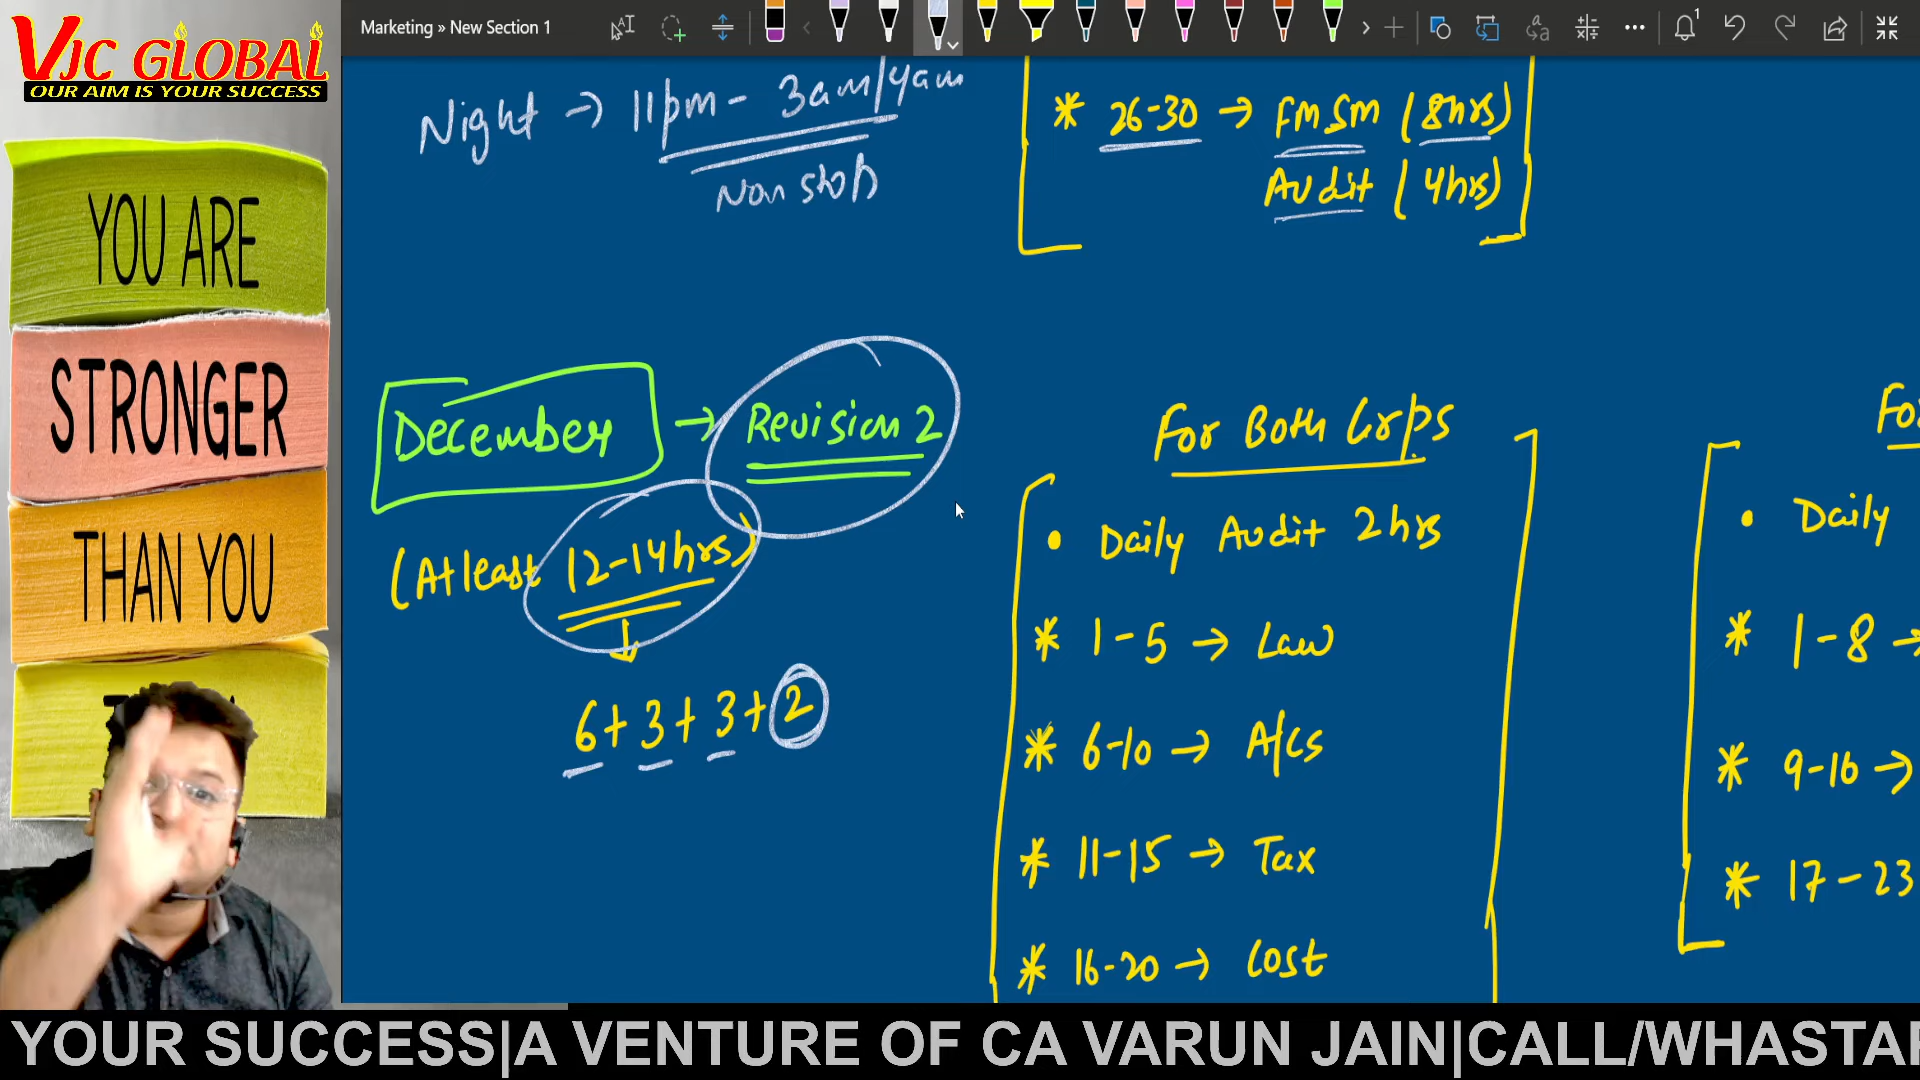 VJC GLOBAL
OUR AIM IS YOUR SUCCESS
Marketing » New Section 1
YOU ARE
STRONGER
THAN YOU
Night → 11pm - 3am/4am
Non stop
* 26-30 → FM SM (8hrs)
Audit (4hrs)
December → Revision 2
(Atleast 12-14hrs)
6+3+3+2
For Both Grps
• Daily Audit 2hrs
* 1-5 → Law
* 6-10 → A/cs
* 11-15 → Tax
* 16-20 → Cost
• Daily
* 1-8 →
* 9-16 →
* 17-23
YOUR SUCCESS|A VENTURE OF CA VARUN JAIN|CALL/WHASTAP